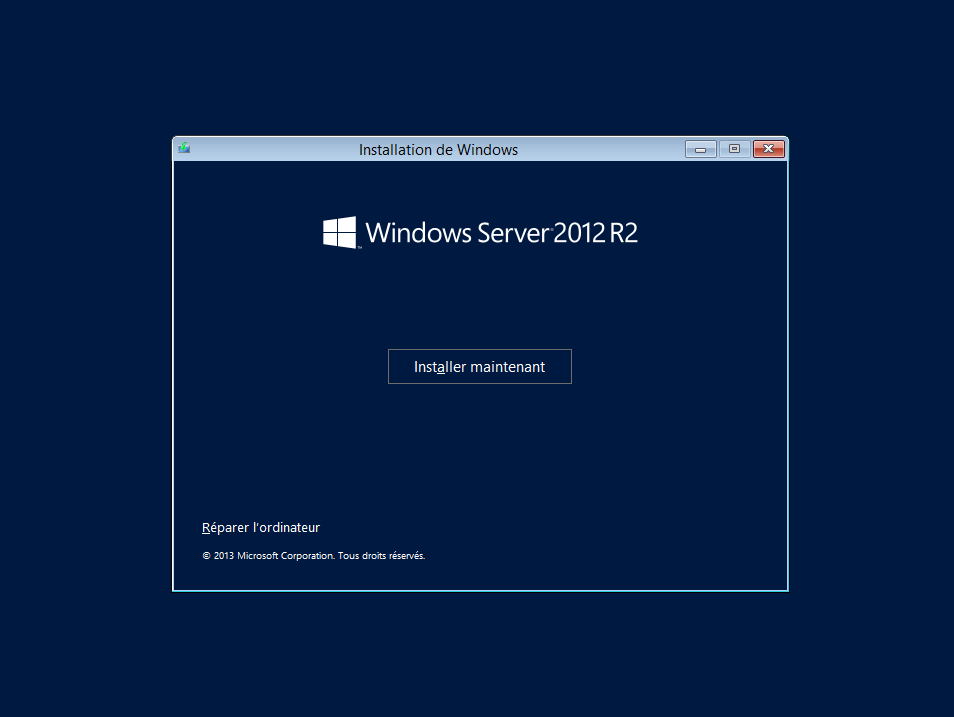 Installation de Windows
Windows Server 2012 R2
Installer maintenant
Réparer l'ordinateur
© 2013 Microsoft Corporation. Tous droits réservés.